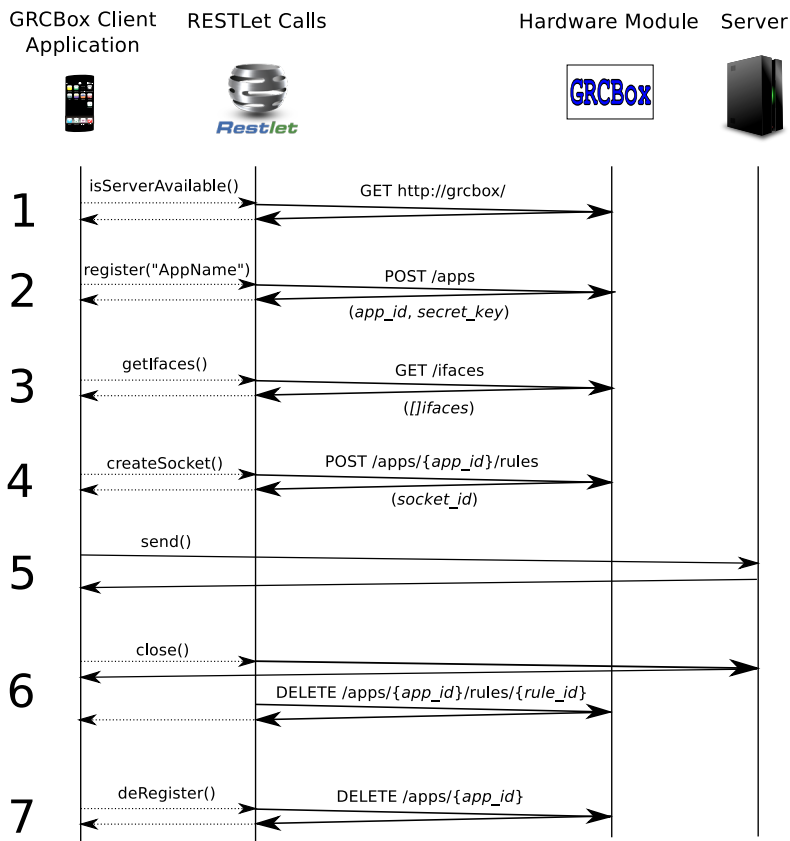 GRCBox Client
Application
RESTLet Calls
Hardware Module
Server
Restlet
GRCBox
1
isServerAvailable()
GET http://grcbox/
2
register("AppName")
POST /apps
(app_id, secret_key)
3
getIfaces()
GET /ifaces
([]ifaces)
4
createSocket()
POST /apps/{app_id}/rules
(socket_id)
5
send()
6
close()
DELETE /apps/{app_id}/rules/{rule_id}
7
deRegister()
DELETE /apps/{app_id}